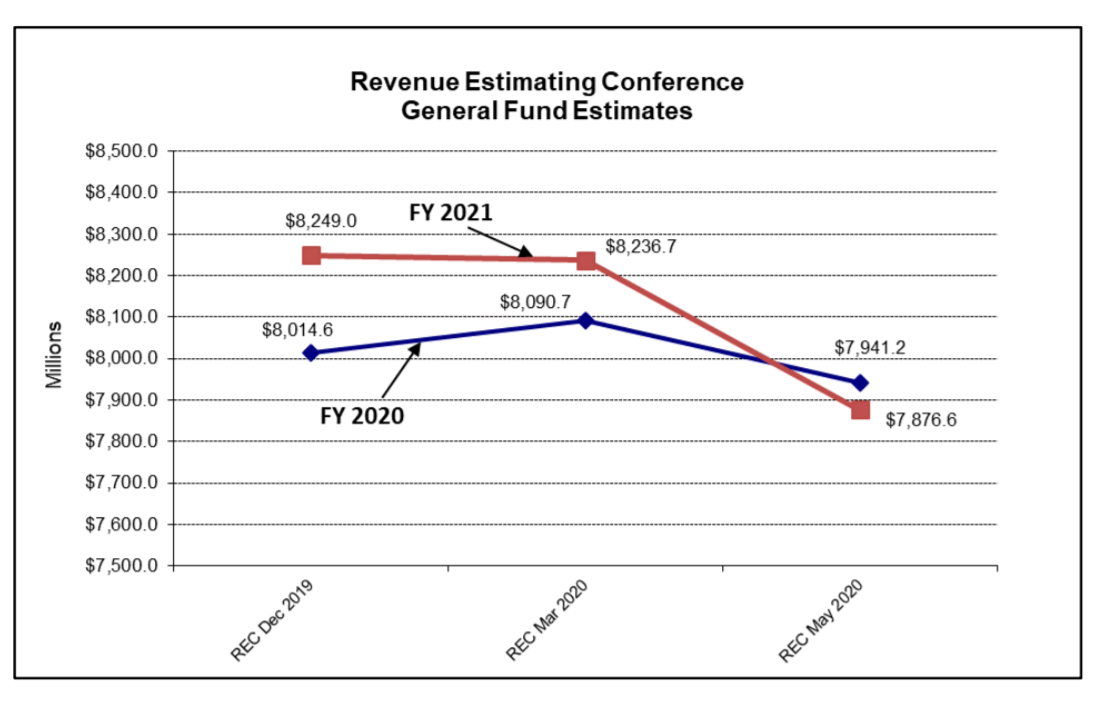 Revenue Estimating Conference
General Fund Estimates
$8,500.0
$8,400.0
$8,300.0
$8,200.0
$8,100.0
$8,000.0
$7,900.0
$7,800.0
$7,700.0
$7,600.0
$7,500.0
Millions
$8,249.0
FY 2021
$8,236.7
$8,090.7
$8,014.6
FY 2020
$7,941.2
$7,876.6
REC Dec 2019
REC Mar 2020
REC May 2020